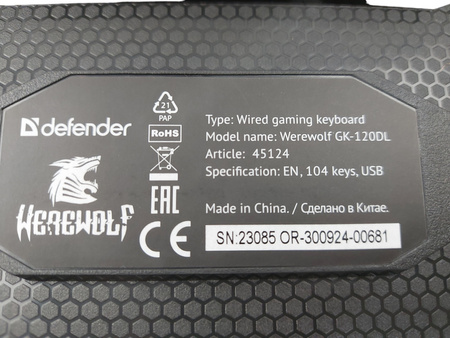 21
PAP
defender
RoHS
Type: Wired gaming keyboard
Model name: Werewolf GK-120DL
Article: 45124
Specification: EN, 104 keys, USB
WEREWOLF
CE
EAC
Made in China. / Сделано в Китае.
SN:23085 OR-300924-00681